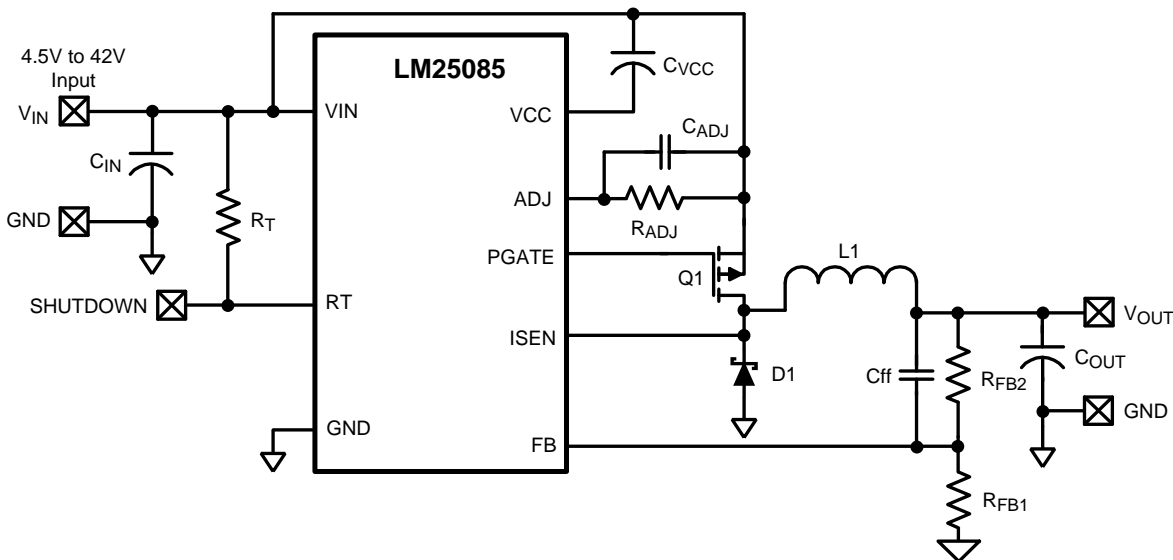 4.5V to 42V
Input
LM25085
CVCC
VIN
VIN
VCC
CADJ
CIN
ADJ
GND
RT
RADJ
PGATE
L1
Q1
SHUTDOWN
RT
VOUT
ISEN
COUT
D1
Cff
RFB2
GND
GND
FB
RFB1